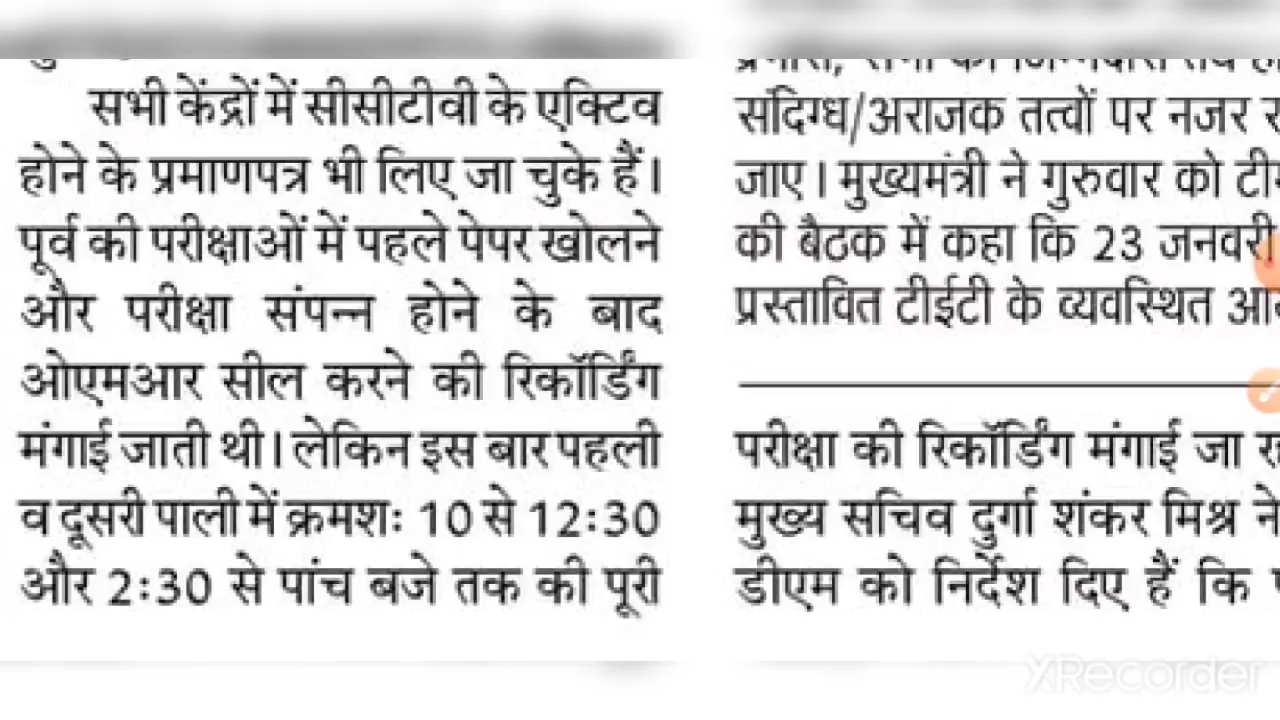 सभी केंद्रों में सीसीटीवी के एक्टिव
होने के प्रमाणपत्र भी लिए जा चुके हैं।
पूर्व की परीक्षाओं में पहले पेपर खोलने
और परीक्षा संपन्न होने के बाद
ओएमआर सील करने की रिकॉर्डिंग
मंगाई जाती थी। लेकिन इस बार पहली
व दूसरी पाली में क्रमशः 10 से 12:30
और 2:30 से पांच बजे तक की पूरी
संदिग्ध/अराजक तत्वों पर नजर
जाए। मुख्यमंत्री ने गुरुवार को
की बैठक में कहा कि 23 जनवरी
प्रस्तावित टीईटी के व्यवस्थित
परीक्षा की रिकॉर्डिंग मंगाई जा
मुख्य सचिव दुर्गा शंकर मिश्र ने
डीएम को निर्देश दिए हैं कि
XRecorder